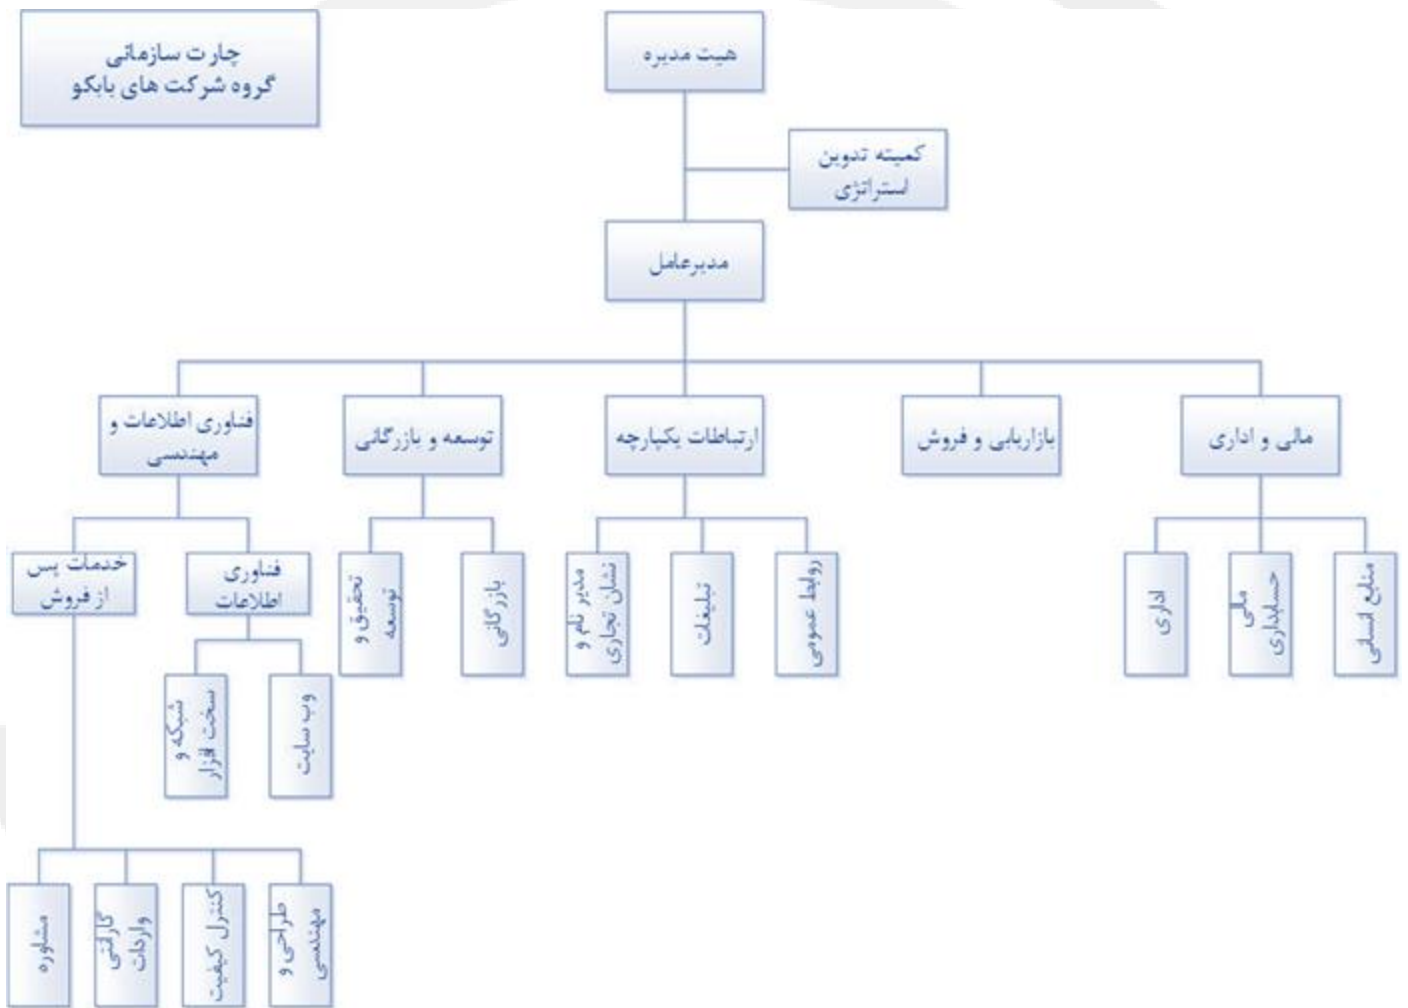 چارت سازمانی
گروه شرکت های بابکو
هیت مدیره
کمیته تدوین
استراتژی
مدیرعامل
مالی و اداری
بازاریابی و فروش
ارتباطات یکپارچه
توسعه و بازرگانی
فناوری اطلاعات و
مهندسی
منابع انسانی
مالی
حسابداری
اداری
روابط عمومی
تبلیغات
مدیر نام و
نشان تجاری
بازرگانی
تحقیق و
توسعه
فناوری
اطلاعات
خدمات پس
از فروش
وب سایت
شبکه و
سخت افزار
طراحی و
مهندسی
کنترل کیفیت
گارانتی
واردات
مشاوره